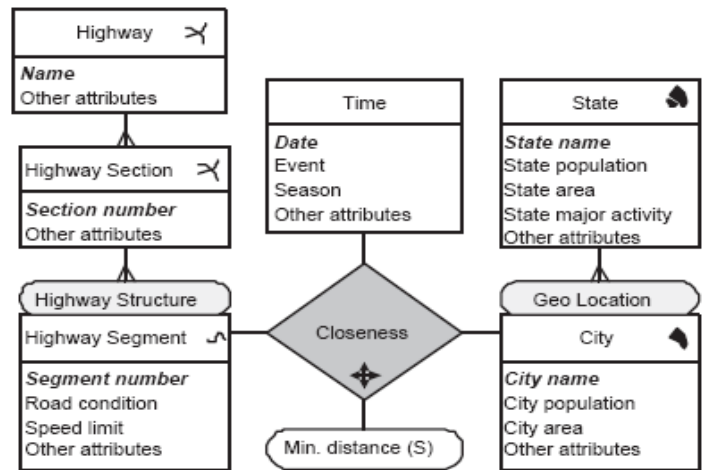 Highway
Name
Other attributes
Highway Section
Section number
Other attributes
Highway Structure
Highway Segment
Segment number
Road condition
Speed limit
Other attributes
Time
Date
Event
Season
Other attributes
Closeness
Min. distance (S)
State
State name
State population
State area
State major activity
Other attributes
Geo Location
City
City name
City population
City area
Other attributes